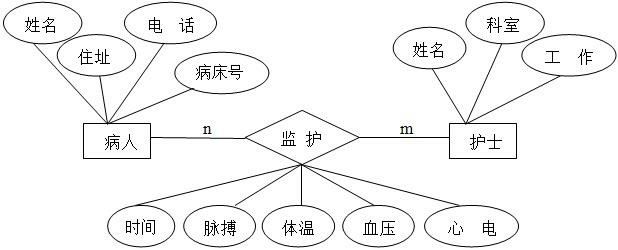 姓名
电 话
科室
住址
姓名
工 作
病床号
病人
n
监 护
m
护士
时间
脉搏
体温
血压
心 电